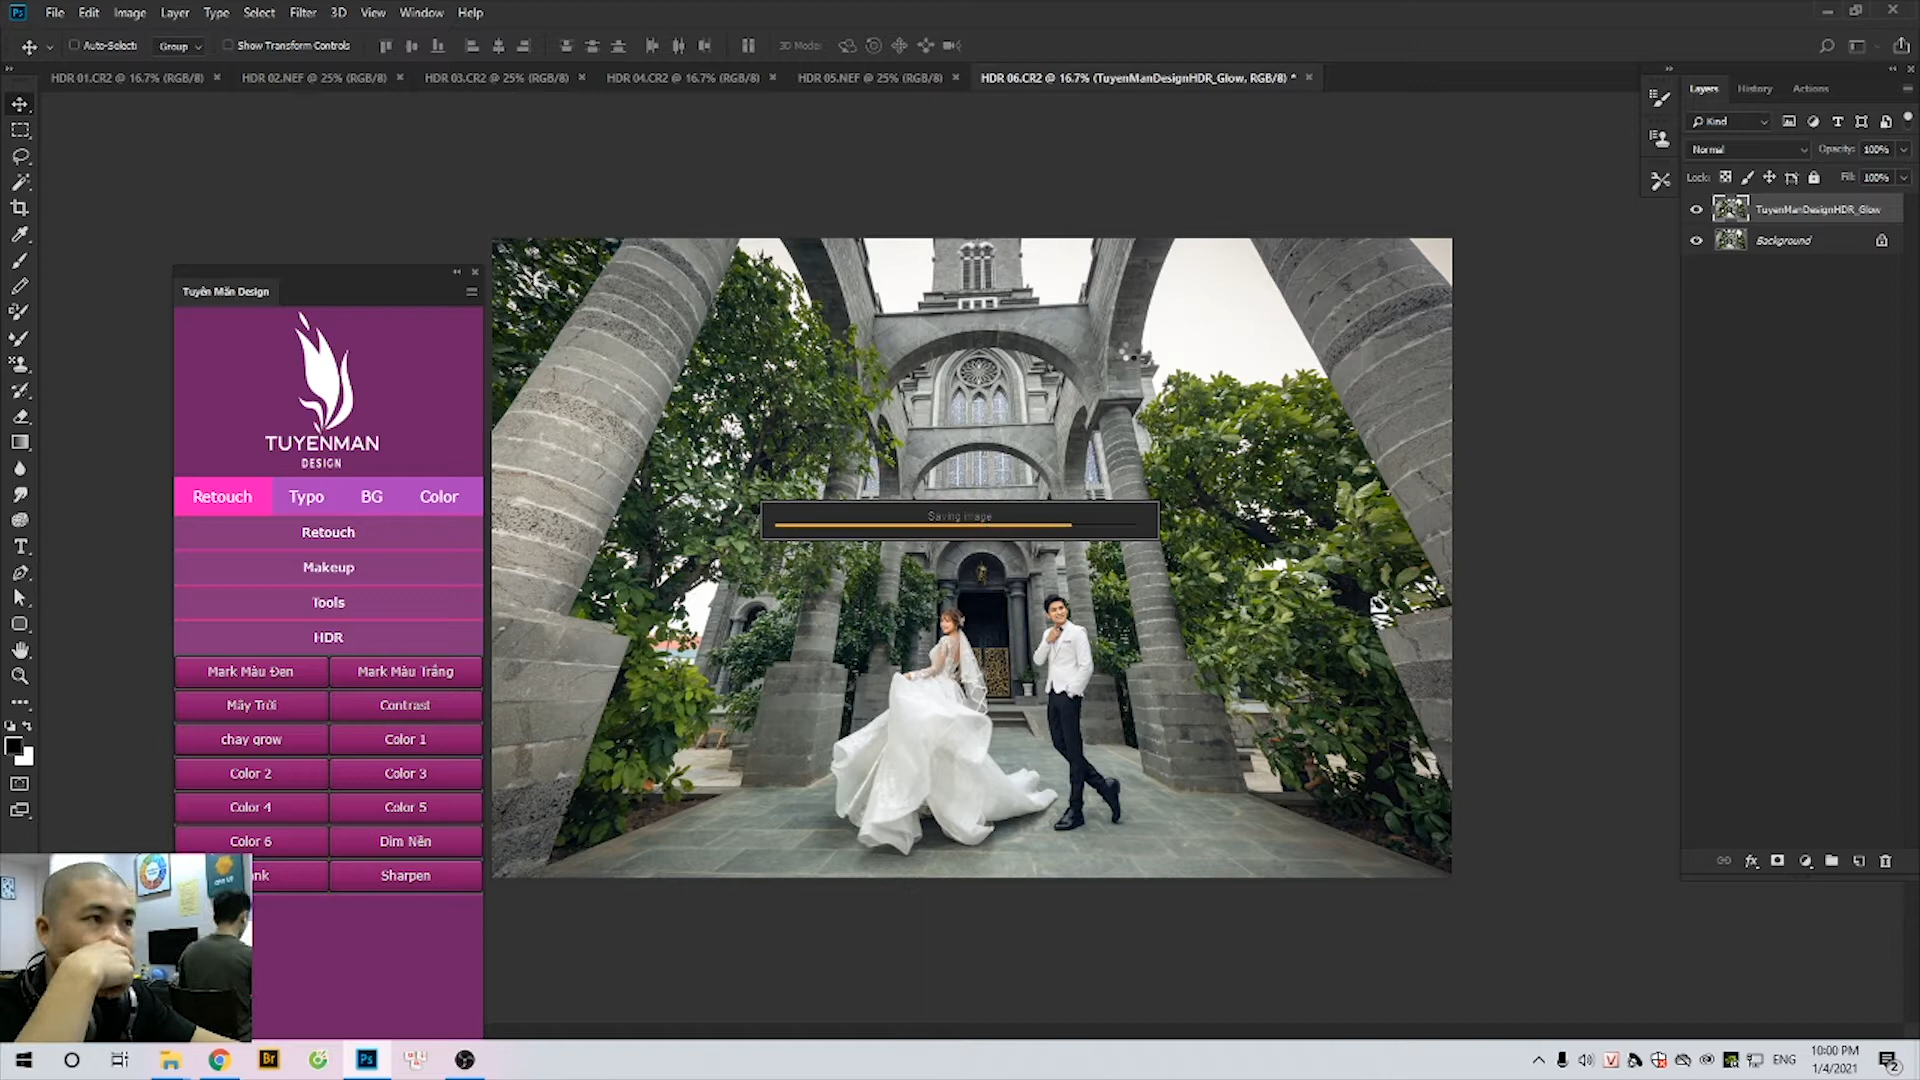 File Edit Image Layer Type Select Filter 3D View Window Help
Auto-Select: Group Show Transform Controls 3D Mode:
HDR 01.CR2 @ 16.7% (RGB/8) HDR 02.NEF @ 25% (RGB/8) HDR 03.CR2 @ 25% (RGB/8) HDR 04.CR2 @ 16.7% (RGB/8) HDR 05.NEF @ 25% (RGB/8) HDR 06.CR2 @ 16.7% (TuyenManDesignHDR_Glow, RGB/8) *
Layers History Actions
Kind
Normal Opacity: 100%
Lock: Fill: 100%
TuyenManDesignHDR_Glow
Background
Tuyên Mãn Design
TUYENMAN
DESIGN
Retouch Typo BG Color
Retouch
Makeup
Tools
HDR
Mark Màu Đen Mark Màu Trắng
Mây Trời Contrast
chay grow Color 1
Color 2 Color 3
Color 4 Color 5
Color 6 Dìm Nền
Sharpen
Saving image
ENG
10:00 PM
1/4/2021